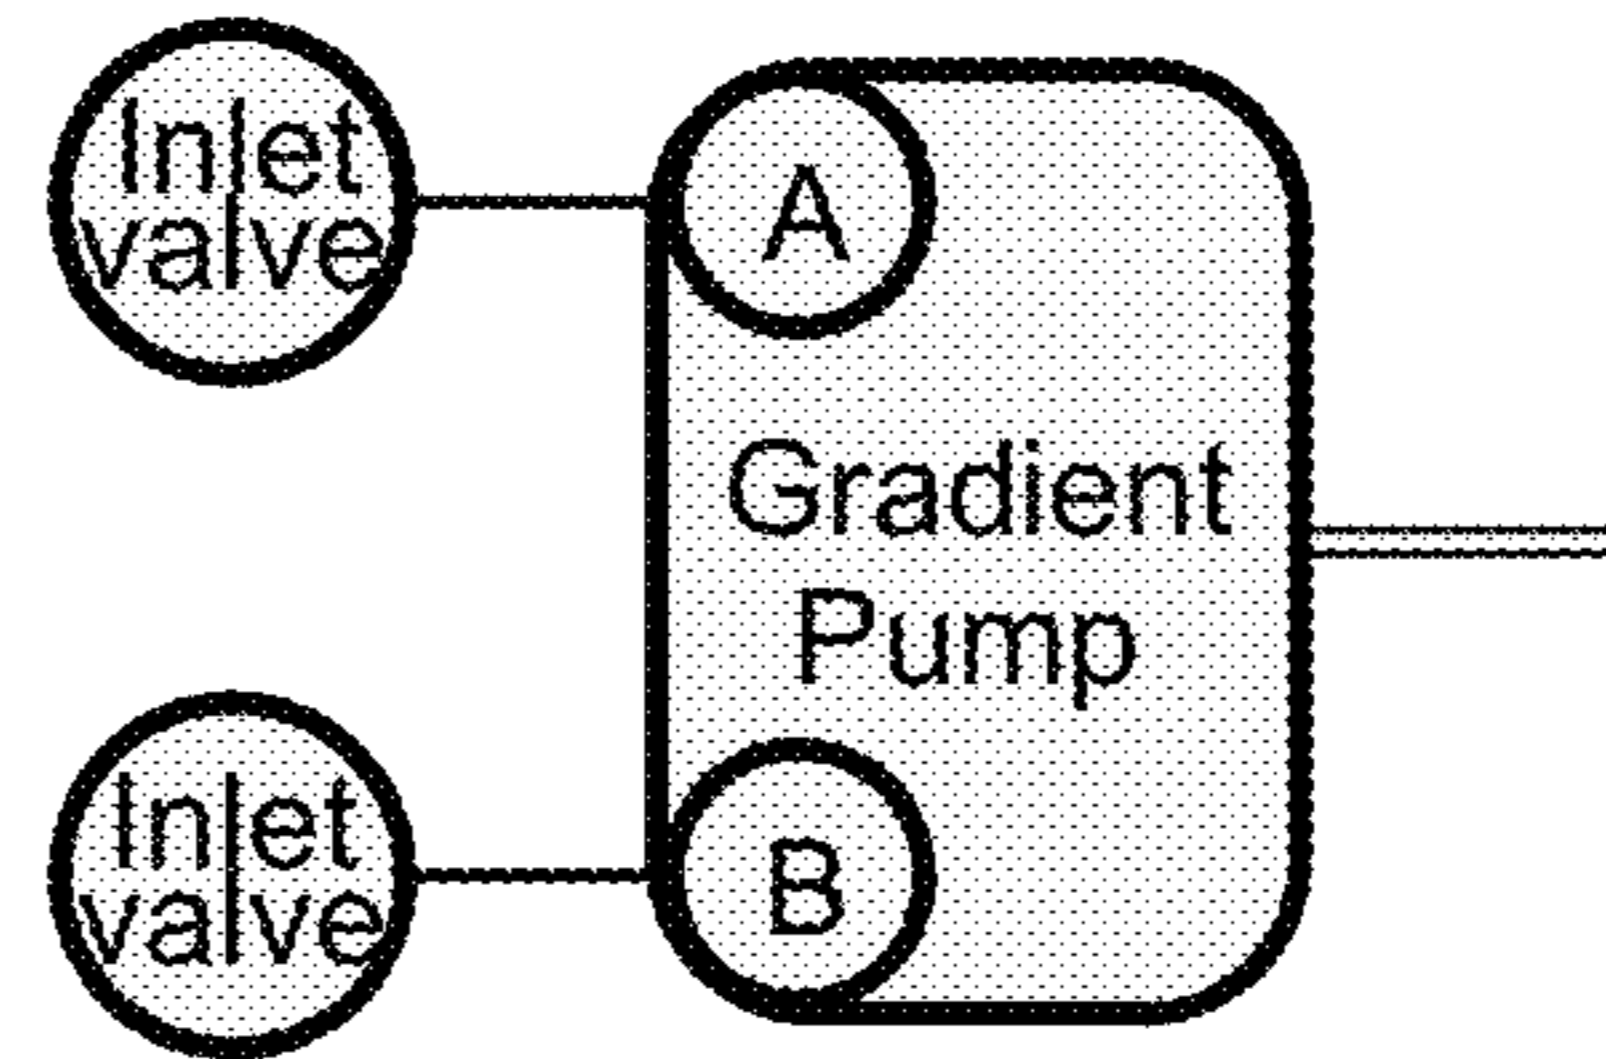 Inlet
valve
A
Gradient
Pump
Inlet
valve
B